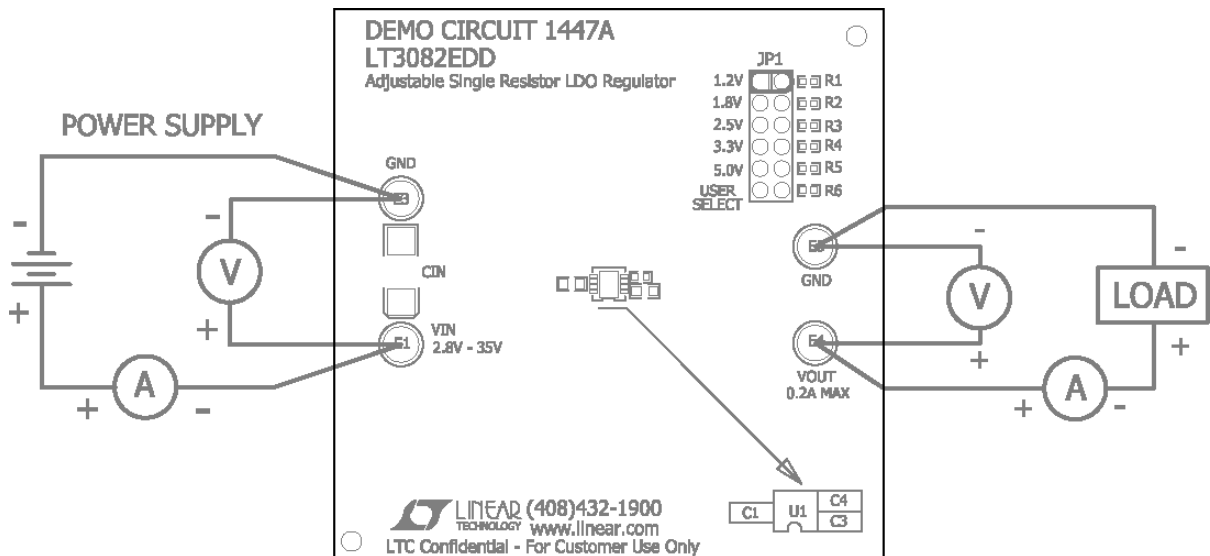 DEMO CIRCUIT 1447A
LT3082EDD
Adjustable Single Resistor LDO Regulator
JP1
1.2V R1
1.8V R2
2.5V R3
3.3V R4
5.0V R5
USER SELECT R6
POWER SUPPLY
GND
E3
- -
V
CIN
+ +
E1
VIN
2.8V - 35V
A
+ -
E5
GND
- -
V
LOAD
+ +
E4
VOUT
0.2A MAX
A
+ -
C1 U1 C4
C3
LINEAR (408)432-1900
TECHNOLOGY www.linear.com
LTC Confidential - For Customer Use Only